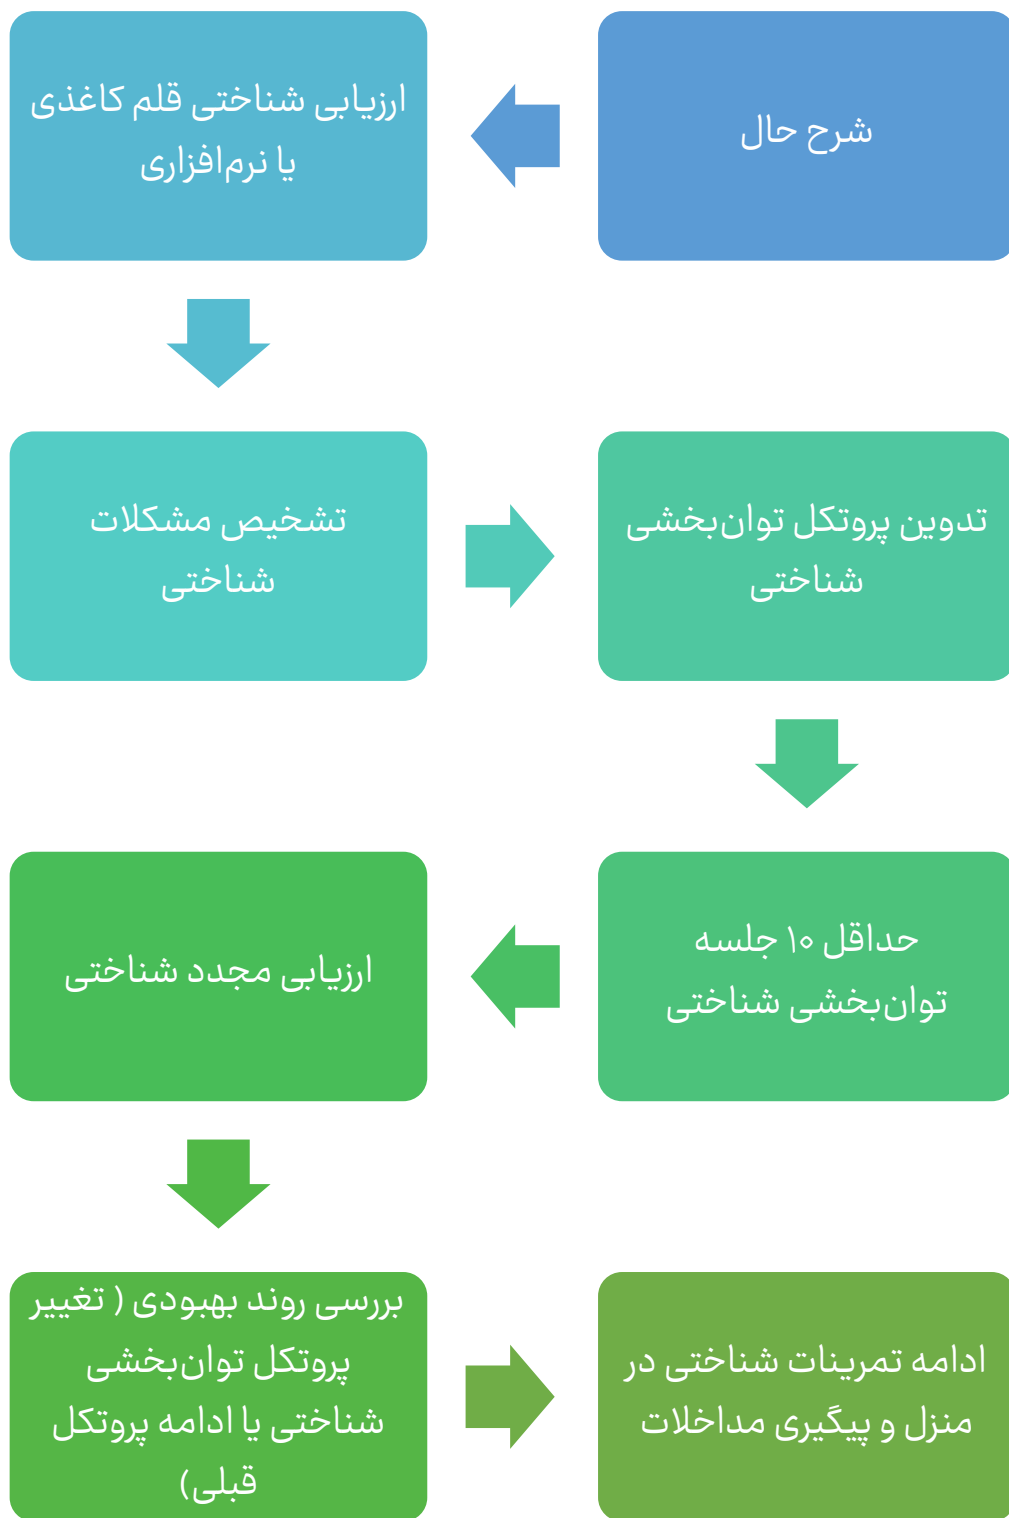 شرح حال
ارزیابی شناختی قلم کاغذی
یا نرم‌افزاری
تشخیص مشکلات
شناختی
تدوین پروتکل توان‌بخشی
شناختی
حداقل ۱۰ جلسه
توان‌بخشی شناختی
ارزیابی مجدد شناختی
بررسی روند بهبودی ( تغییر
پروتکل توان‌بخشی
شناختی یا ادامه پروتکل
قبلی)
ادامه تمرینات شناختی در
منزل و پیگیری مداخلات